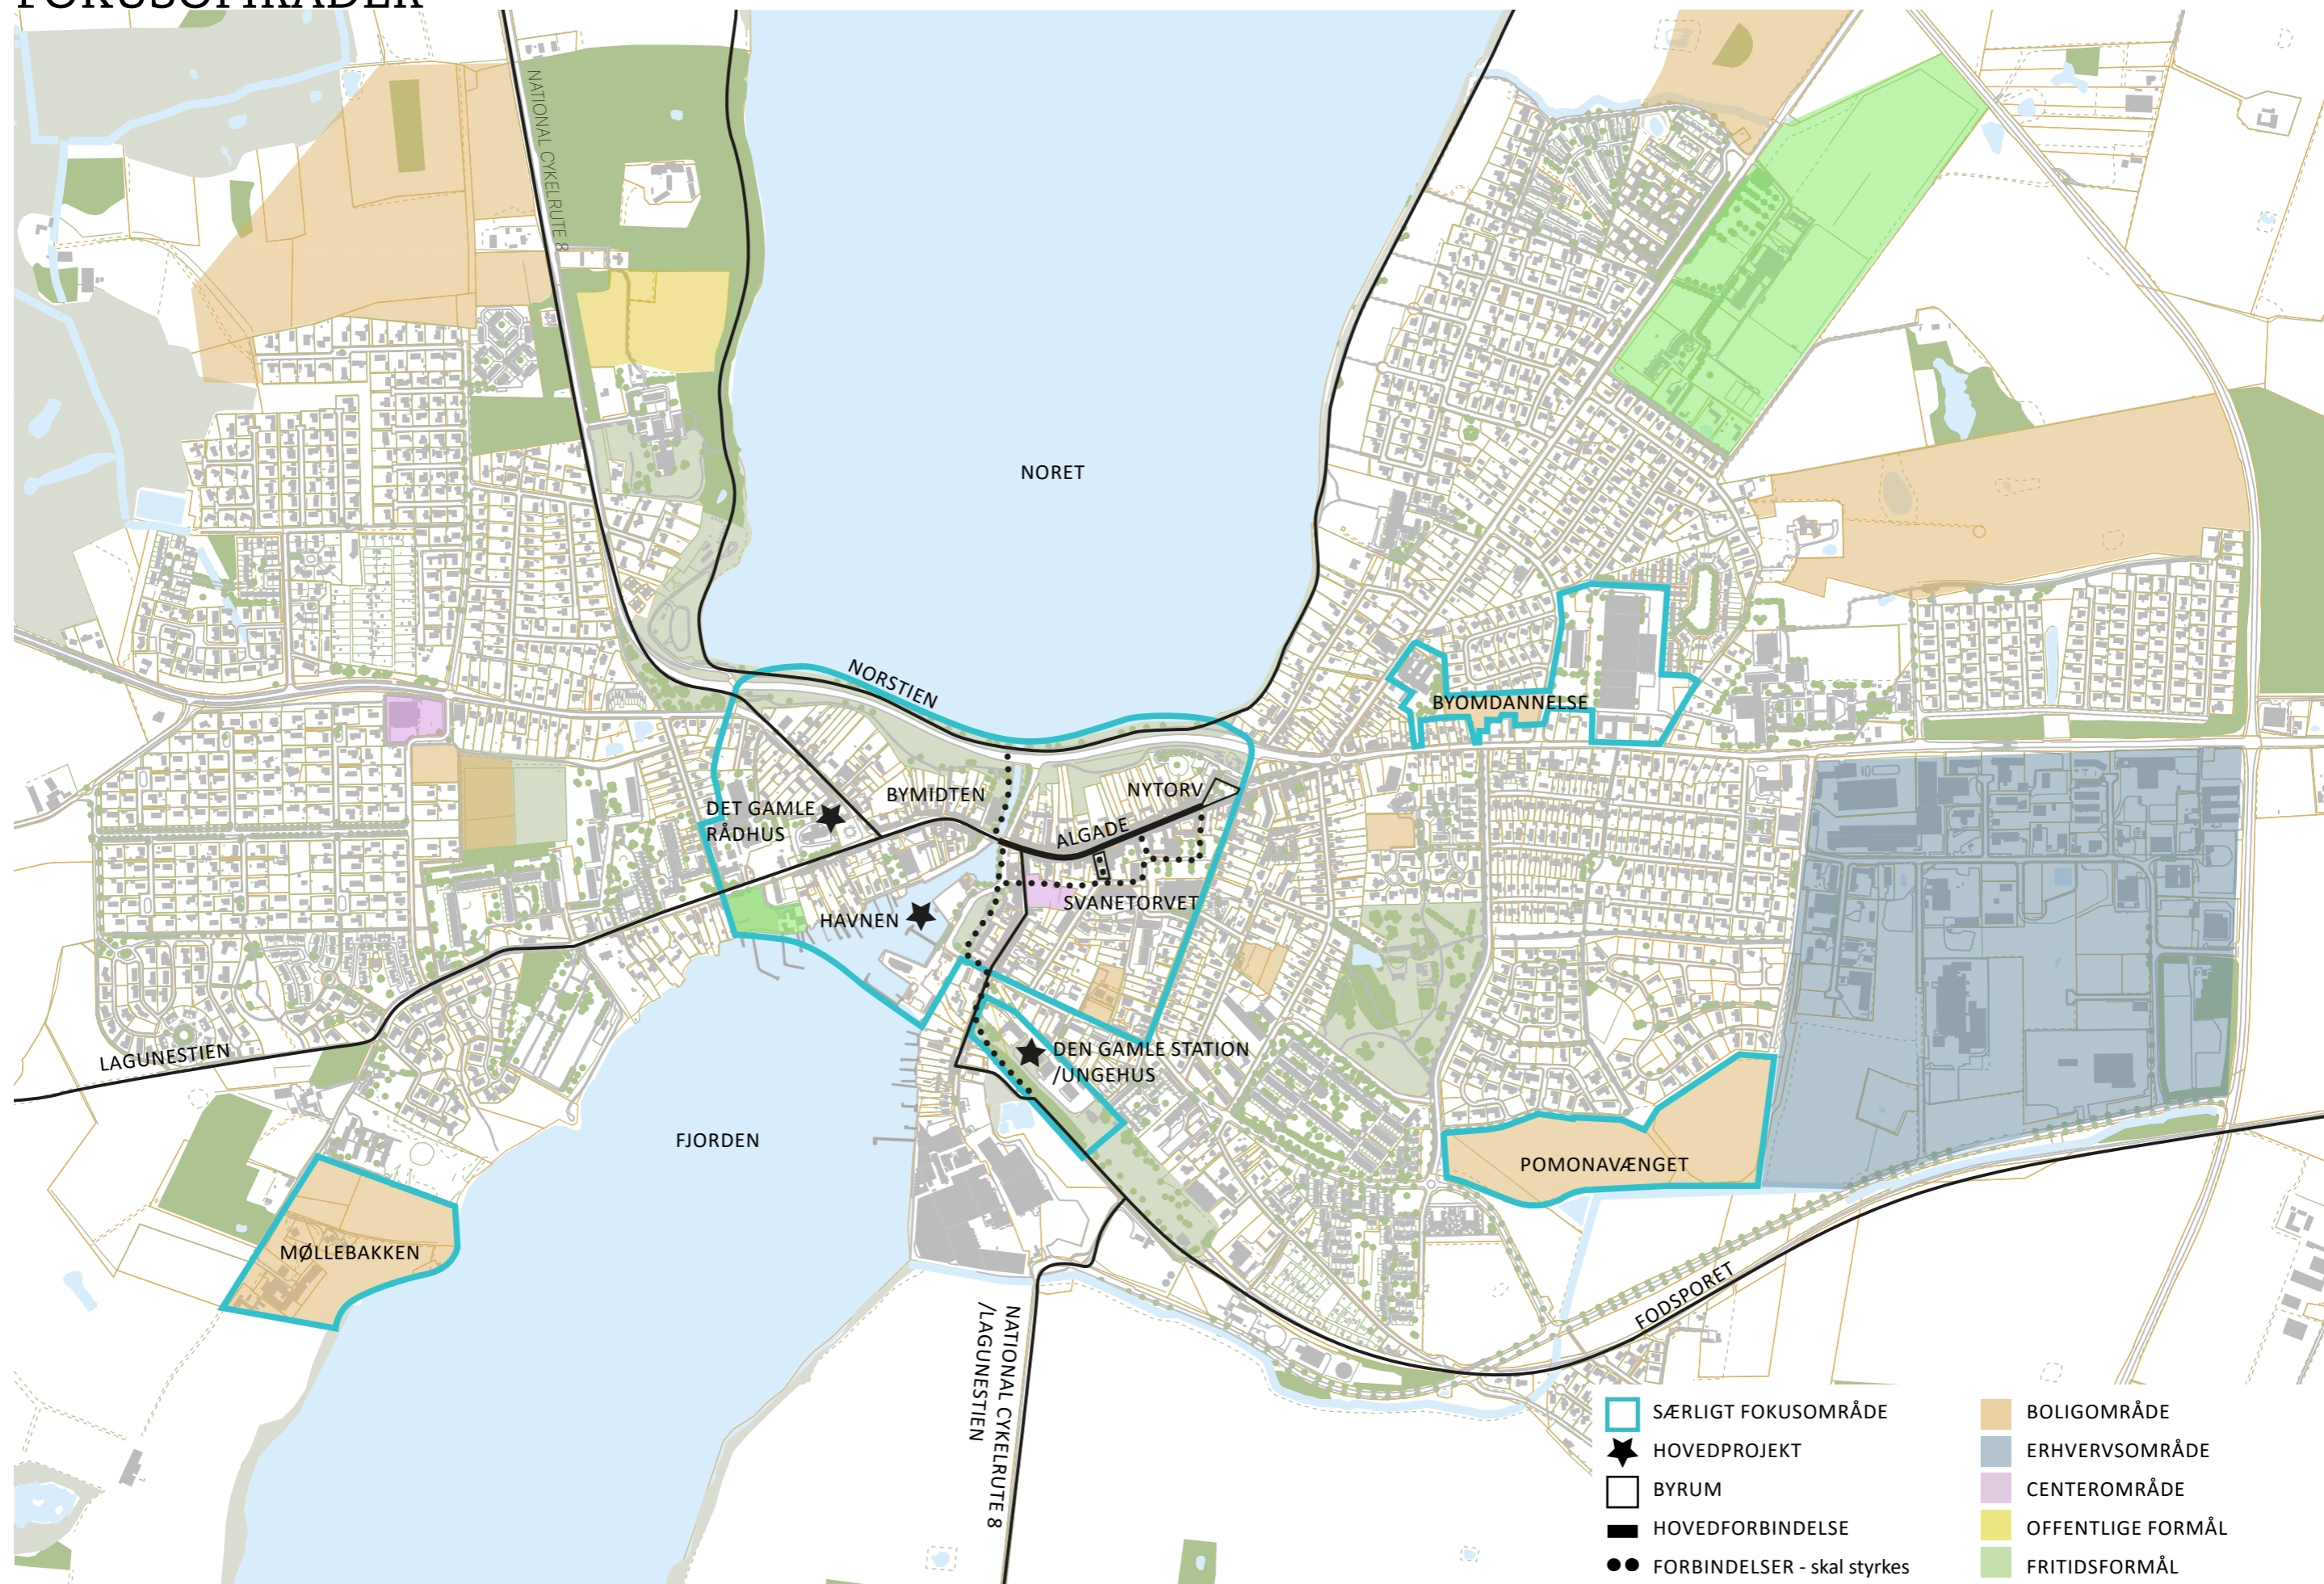 FOKUSOMRÅDER
NATIONAL CYKELRUTE 8
NORET
NORSTIEN
BYOMDANNELSE
DET GAMLE
RÅDHUS
BYMIDTEN
NYTORV
ALGADE
HAVNEN
SVANETORVET
LAGUNESTIEN
DEN GAMLE STATION
/UNGEHUS
FJORDEN
POMONAVÆNGET
MØLLEBAKKEN
FODSPORET
NATIONAL CYKELRUTE 8
/LAGUNESTIEN
SÆRLIGT FOKUSOMRÅDE
HOVEDPROJEKT
BYRUM
HOVEDFORBINDELSE
FORBINDELSER - skal styrkes
BOLIGOMRÅDE
ERHVERVSOMRÅDE
CENTEROMRÅDE
OFFENTLIGE FORMÅL
FRITIDSFORMÅL